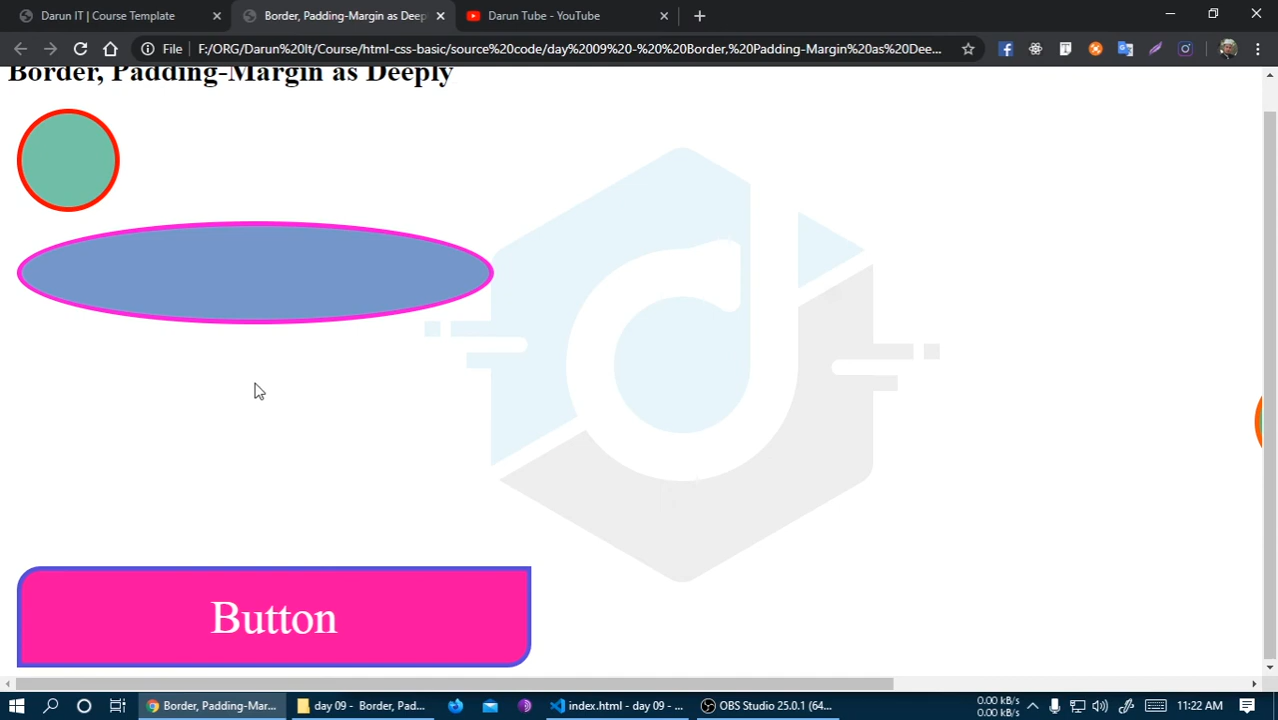 Darun IT | Course Template
Border, Padding-Margin as Deeply
Darun Tube - YouTube
File
F:/ORG/Darun%20It/Course/html-css-basic/source%20code/day%2009%20-%20%20Border,%20Padding-Margin%20as%20Dee...
Border, Padding-Margin as Deeply
Button
Border, Padding-Mar...
day 09 - Border, Pad...
index.html - day 09 - ...
OBS Studio 25.0.1 (64...
0.00 kB/s
0.00 kB/s
11:22 AM